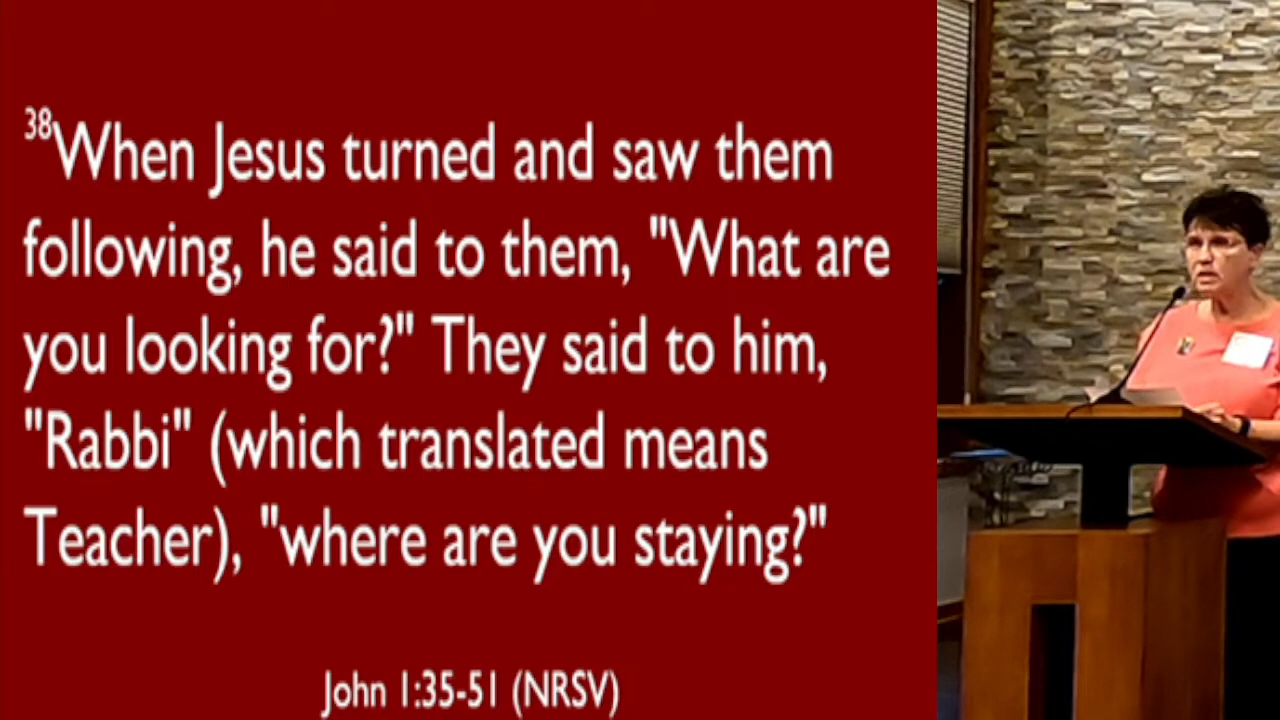 38When Jesus turned and saw them
following, he said to them, "What are
you looking for?" They said to him,
"Rabbi" (which translated means
Teacher), "where are you staying?"
John 1:35-51 (NRSV)